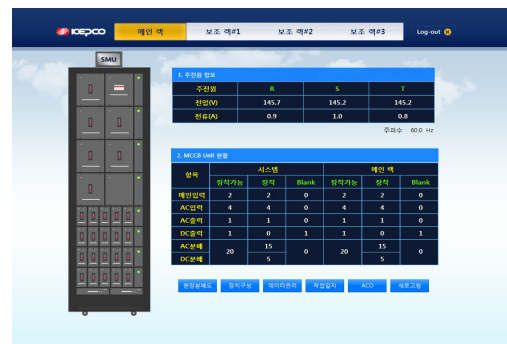 KEPCO
메인 랙
보조 랙#1
보조 랙#2
보조 랙#3
Log-out
SMU
1. 주전원 정보
주전원 R S T
전압(V) 145.7 145.2 145.2
전류(A) 0.9 1.0 0.8
주파수 60.0 Hz
2. MCCB Unit 현황
항목 시스템 메인 랙
장착가능 장착 Blank 장착가능 장착 Blank
메인입력 2 2 0 2 2 0
AC입력 4 4 0 4 4 0
AC출력 1 1 0 1 1 0
DC출력 1 0 1 1 0 1
AC분배 20 15 0 20 15 0
DC분배 5 5
현장분배도 장치구성 데이터관리 작업일지 ACO 새로고침